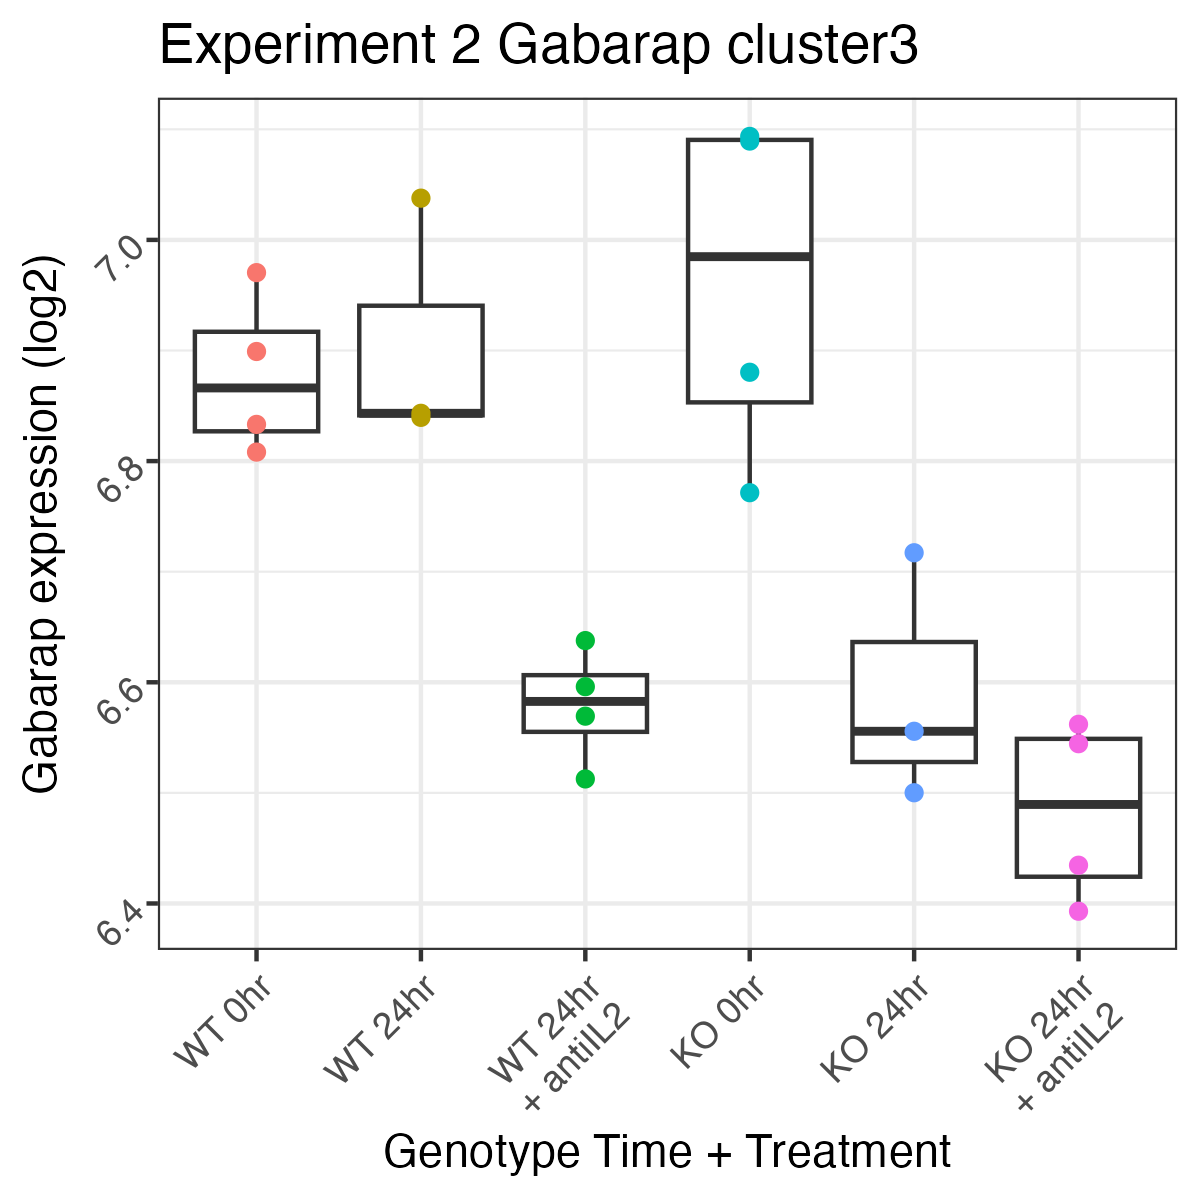 Experiment 2 Gabarap cluster3
Gabarap expression (log2)
7.0
6.8
6.6
6.4
WT 0hr
WT 24hr
WT 24hr
+ antiIL2
KO 0hr
KO 24hr
KO 24hr
+ antiIL2
Genotype Time + Treatment